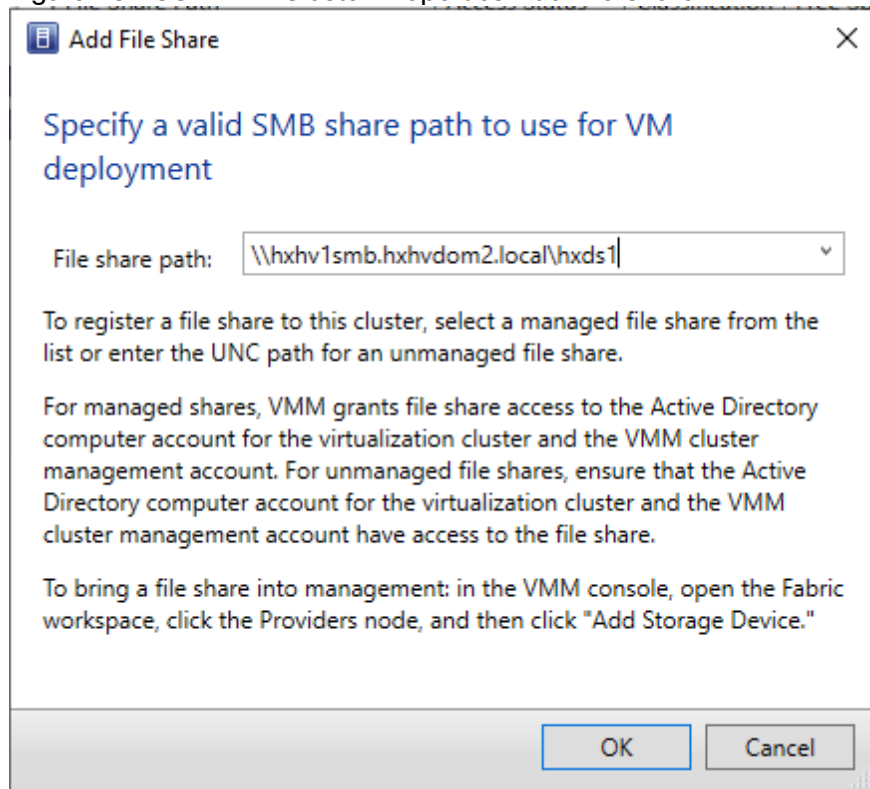 Add File Share
Specify a valid SMB share path to use for VM
deployment
File share path: \\hxhv1smb.hxhvdom2.local\hxds1
To register a file share to this cluster, select a managed file share from the
list or enter the UNC path for an unmanaged file share.
For managed shares, VMM grants file share access to the Active Directory
computer account for the virtualization cluster and the VMM cluster
management account. For unmanaged file shares, ensure that the Active
Directory computer account for the virtualization cluster and the VMM
cluster management account have access to the file share.
To bring a file share into management: in the VMM console, open the Fabric
workspace, click the Providers node, and then click "Add Storage Device."
OK Cancel